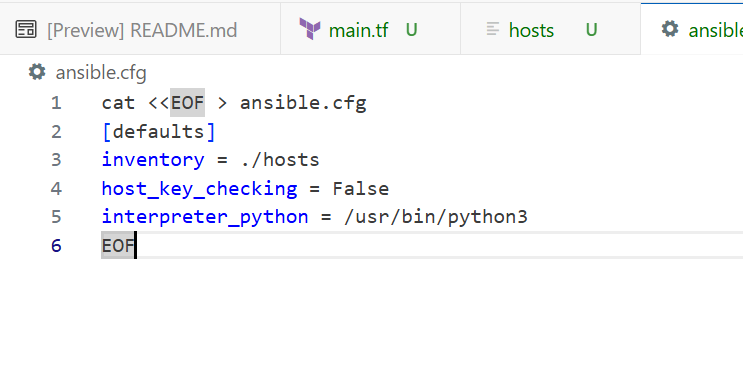 [Preview] README.md main.tf U hosts U ansible
ansible.cfg
1 cat <<EOF > ansible.cfg
2 [defaults]
3 inventory = ./hosts
4 host_key_checking = False
5 interpreter_python = /usr/bin/python3
6 EOF